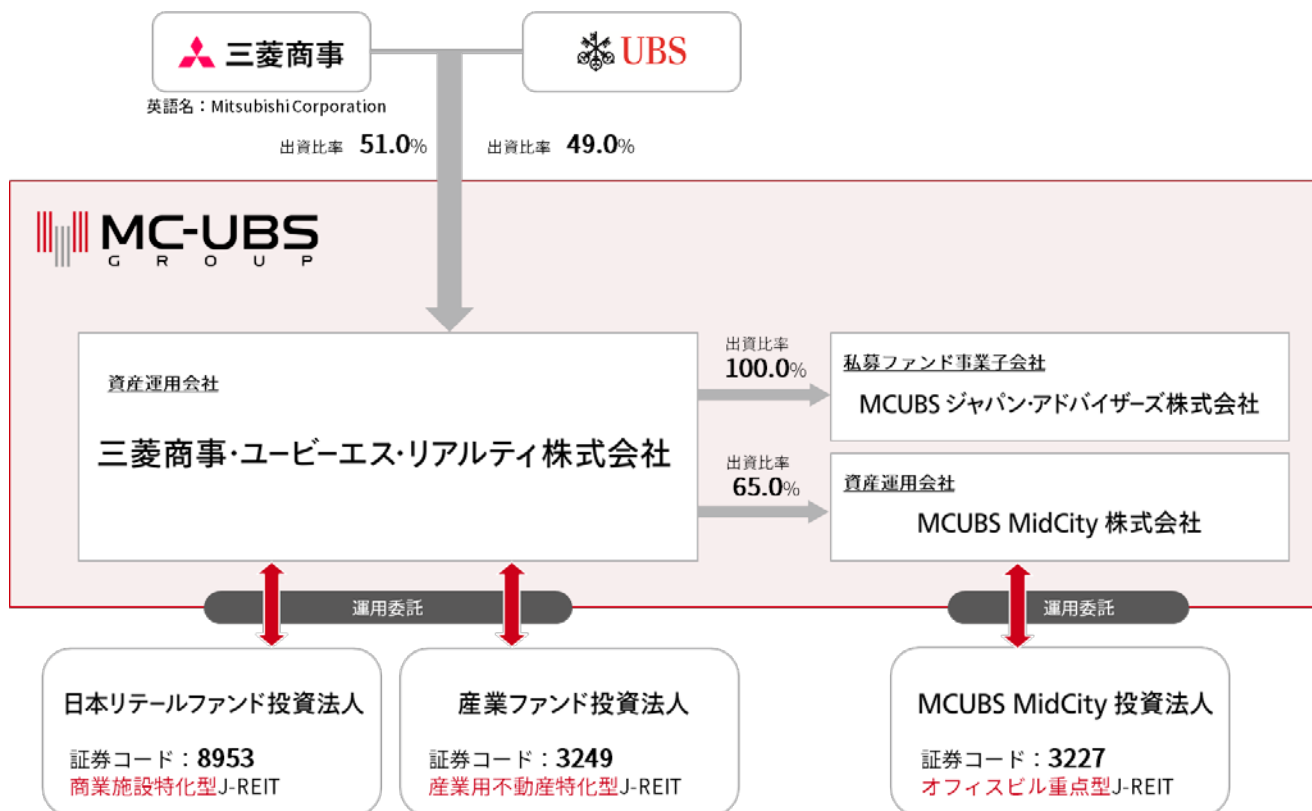 三菱商事
UBS
英語名：Mitsubishi Corporation
出資比率 51.0%
出資比率 49.0%
MC-UBS
GROUP
資産運用会社
三菱商事･ユービーエス･リアルティ株式会社
出資比率
100.0%
私募ファンド事業子会社
MCUBS ジャパン･アドバイザーズ株式会社
出資比率
65.0%
資産運用会社
MCUBS MidCity 株式会社
運用委託
運用委託
日本リテールファンド投資法人
証券コード：8953
商業施設特化型J-REIT
産業ファンド投資法人
証券コード：3249
産業用不動産特化型J-REIT
MCUBS MidCity 投資法人
証券コード：3227
オフィスビル重点型J-REIT